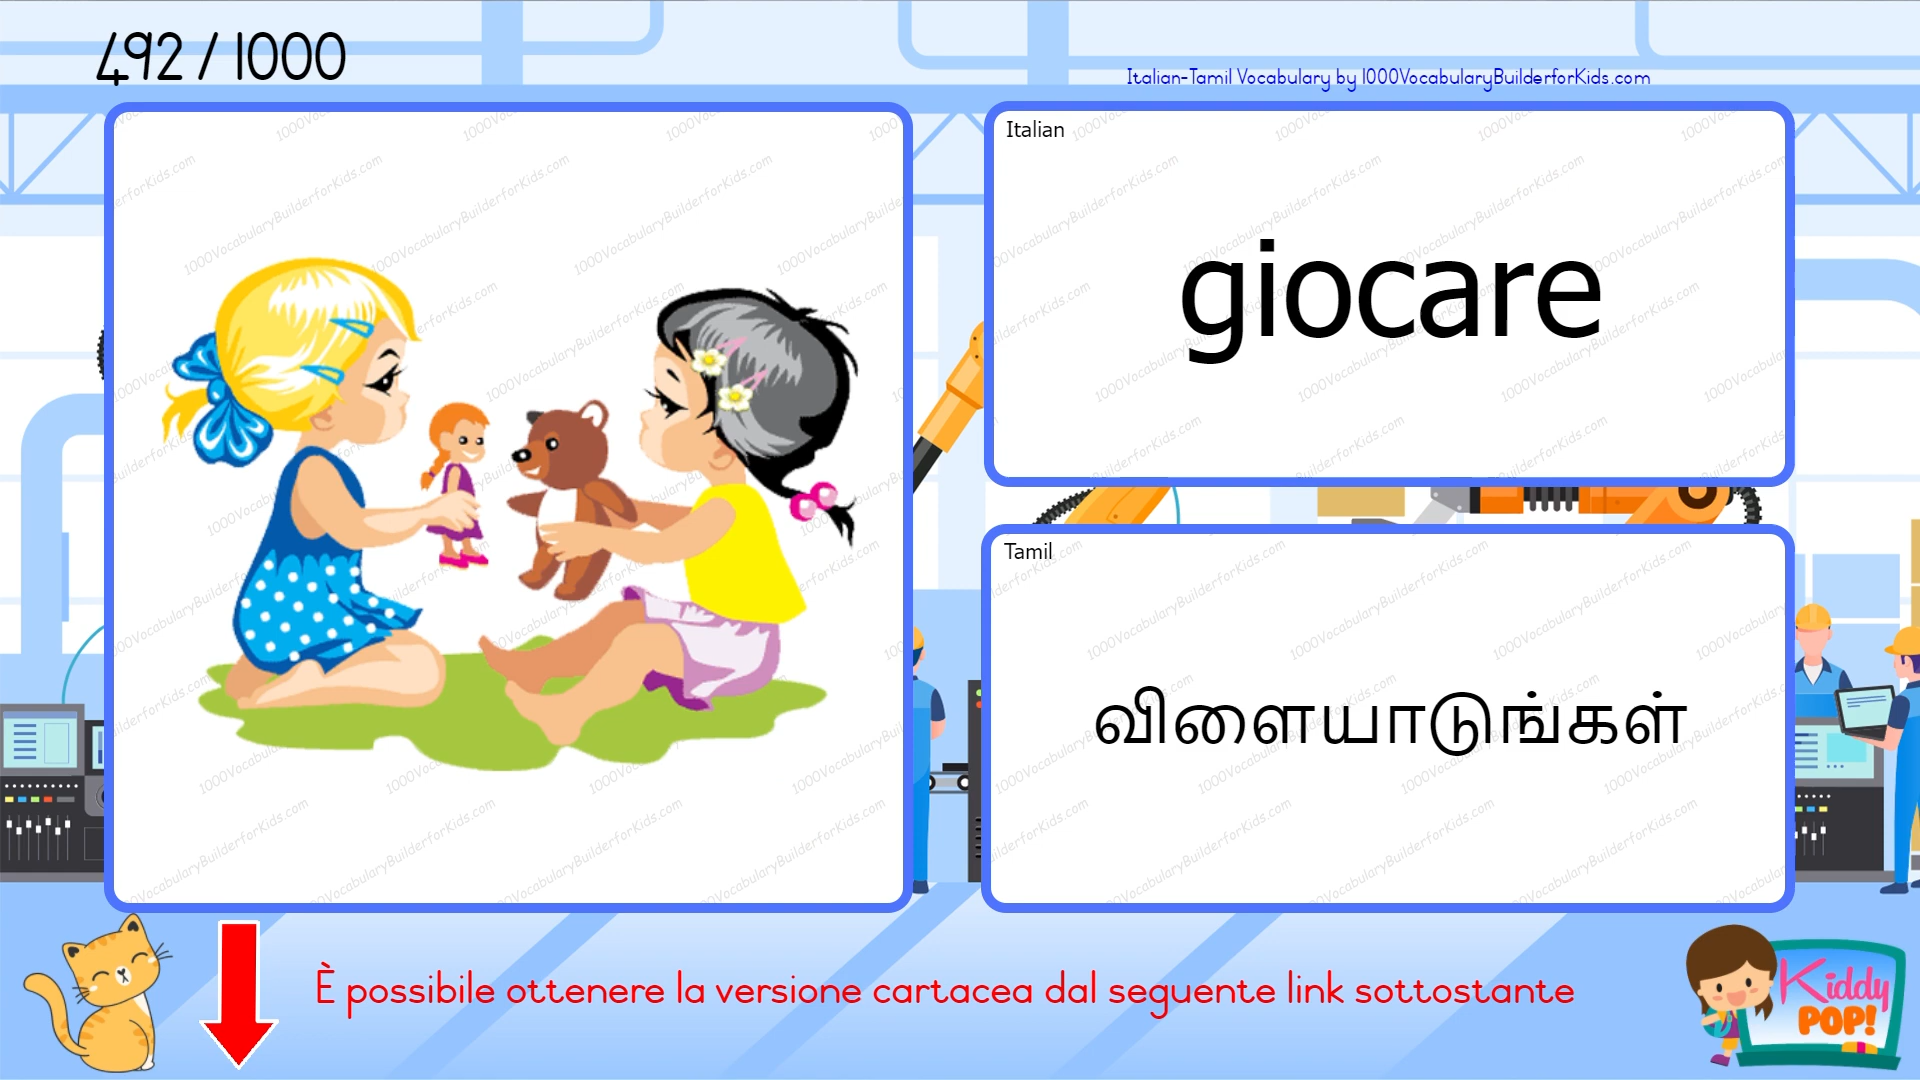 492 / 1000
Italian-Tamil Vocabulary by 1000VocabularyBuilderforKids.com
Italian
giocare
Tamil
விளையாடுங்கள்
È possibile ottenere la versione cartacea dal seguente link sottostante
Kiddy
POP!